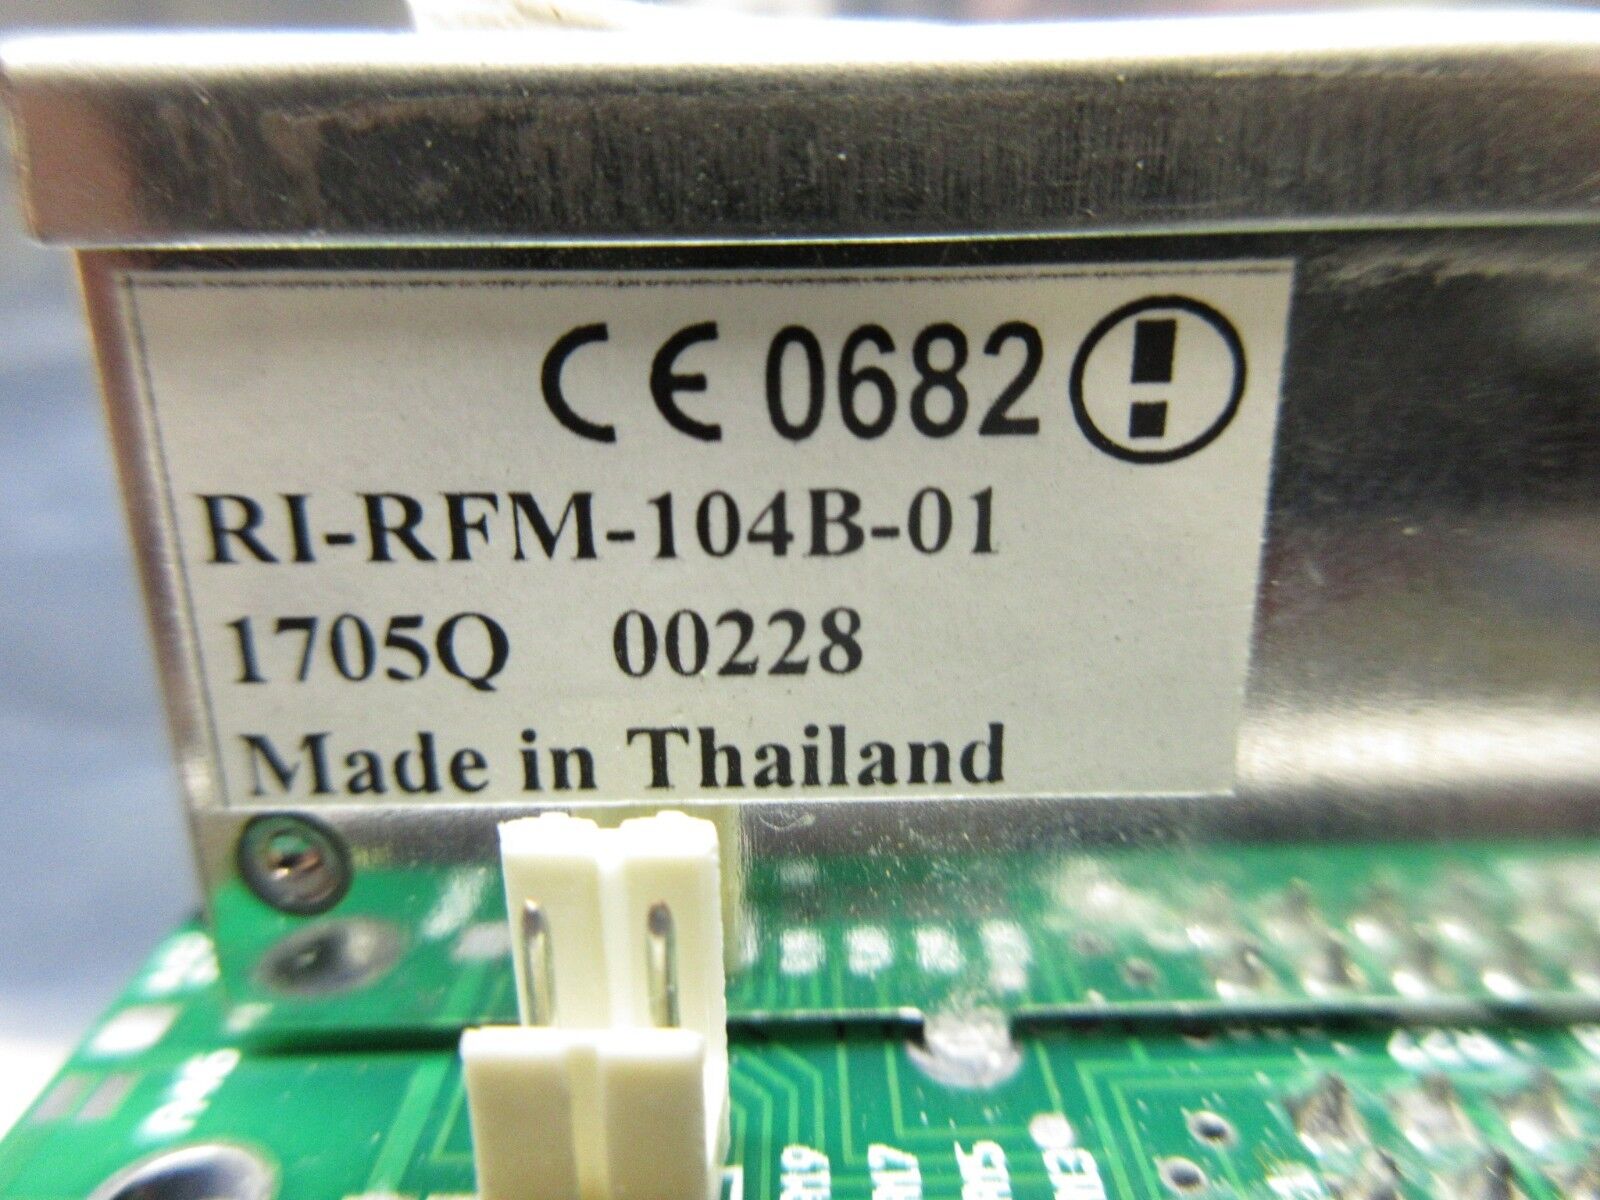 CE 0682
RI-RFM-104B-01
1705Q 00228
Made in Thailand